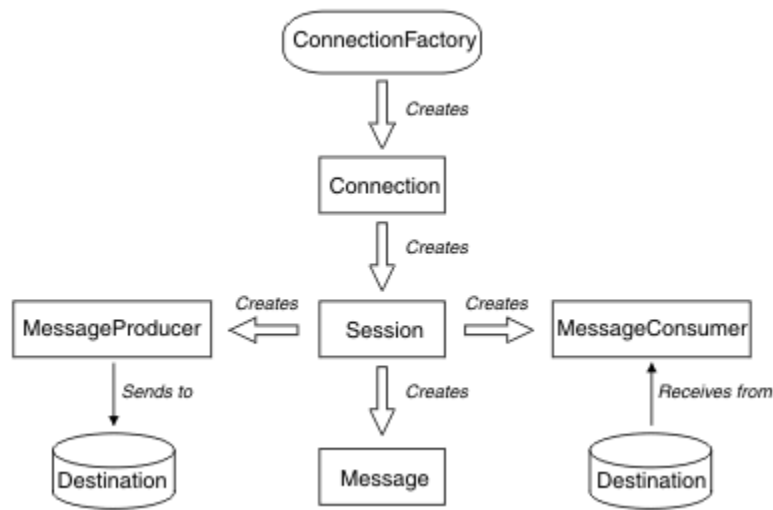 ConnectionFactory
Creates
Connection
Creates
Creates
Creates
MessageProducer
Session
MessageConsumer
Sends to
Creates
Receives from
Destination
Message
Destination